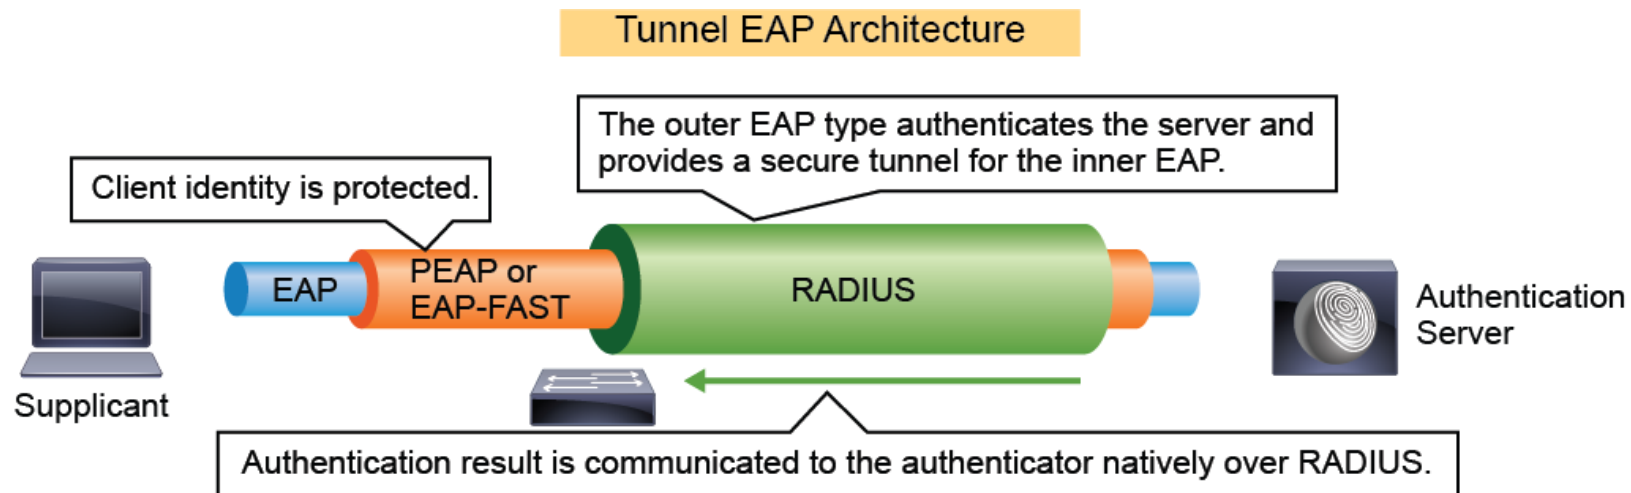 Tunnel EAP Architecture
The outer EAP type authenticates the server and
provides a secure tunnel for the inner EAP.
Client identity is protected.
EAP
PEAP or
EAP-FAST
RADIUS
Authentication
Server
Supplicant
Authentication result is communicated to the authenticator natively over RADIUS.